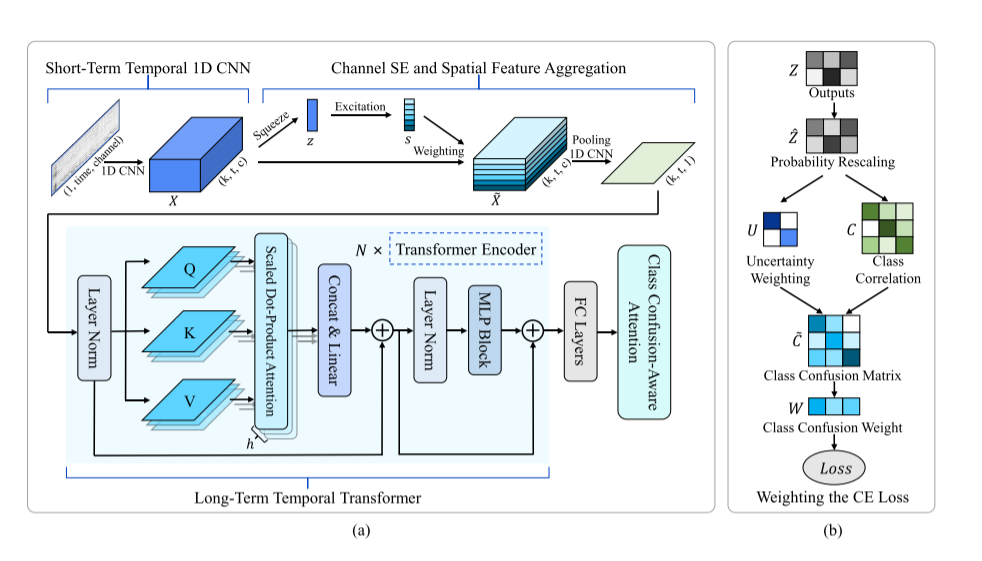 Short-Term Temporal 1D CNN
Channel SE and Spatial Feature Aggregation
(1, time, channel)
1D CNN
X
(k, t, c)
Squeeze
z
Excitation
s
Weighting
X̃
(k, t, c)
Pooling
1D CNN
(k, t, 1)
Layer Norm
Q
K
V
Scaled Dot-Product Attention
h
Concat & Linear
N ×
Transformer Encoder
Layer Norm
MLP Block
FC Layers
Class Confusion-Aware
Attention
Long-Term Temporal Transformer
(a)
Z
Outputs
Ẑ
Probability Rescaling
U
Uncertainty
Weighting
C
Class
Correlation
C̃
Class Confusion Matrix
W
Class Confusion Weight
Loss
Weighting the CE Loss
(b)